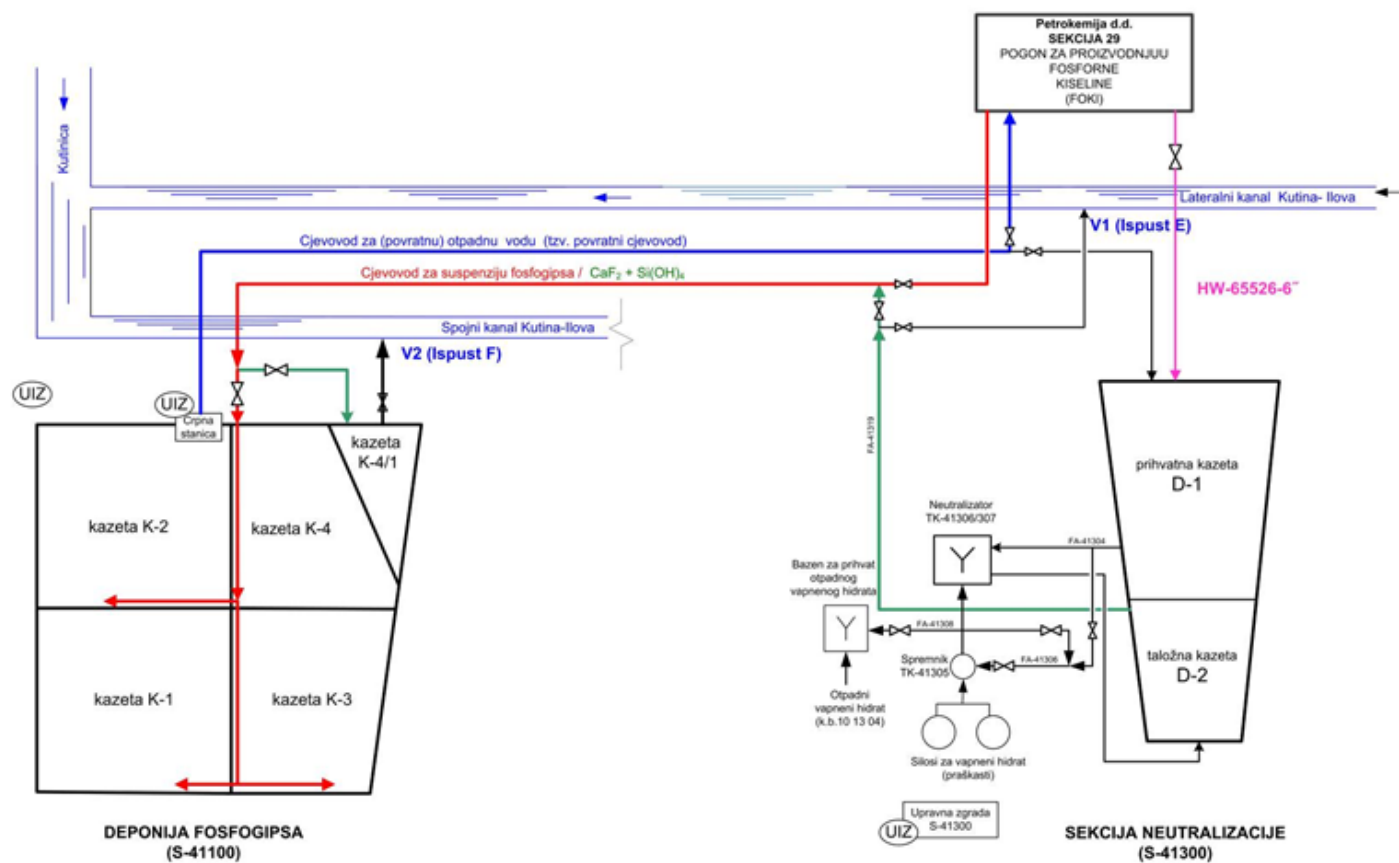 Petrokemija d.d.
SEKCIJA 29
POGON ZA PROIZVODNJUU
FOSFORNE
KISELINE
(FOKI)
Kutinica
Lateralni kanal Kutina- Ilova
V1 (Ispust E)
Cjevovod za (povratnu) otpadnu vodu (tzv. povratni cjevovod)
Cjevovod za suspenziju fosfogipsa / CaF₂ + Si(OH)₄
HW-65526-6˝
Spojni kanal Kutina-Ilova
V2 (Ispust F)
UIZ
UIZ
Crpna
stanica
kazeta
K-4/1
kazeta K-2
kazeta K-4
kazeta K-1
kazeta K-3
DEPONIJA FOSFOGIPSA
(S-41100)
FA-41319
prihvatna kazeta
D-1
Neutralizator
TK-41306/307
FA-41304
Bazen za prihvat
otpadnog
vapnenog hidrata
FA-41308
Spremnik
TK-41305
FA-41306
taložna kazeta
D-2
Otpadni
vapneni hidrat
(k.b.10 13 04)
Silosi za vapneni hidrat
(praškasti)
Upravna zgrada
S-41300
UIZ
SEKCIJA NEUTRALIZACIJE
(S-41300)